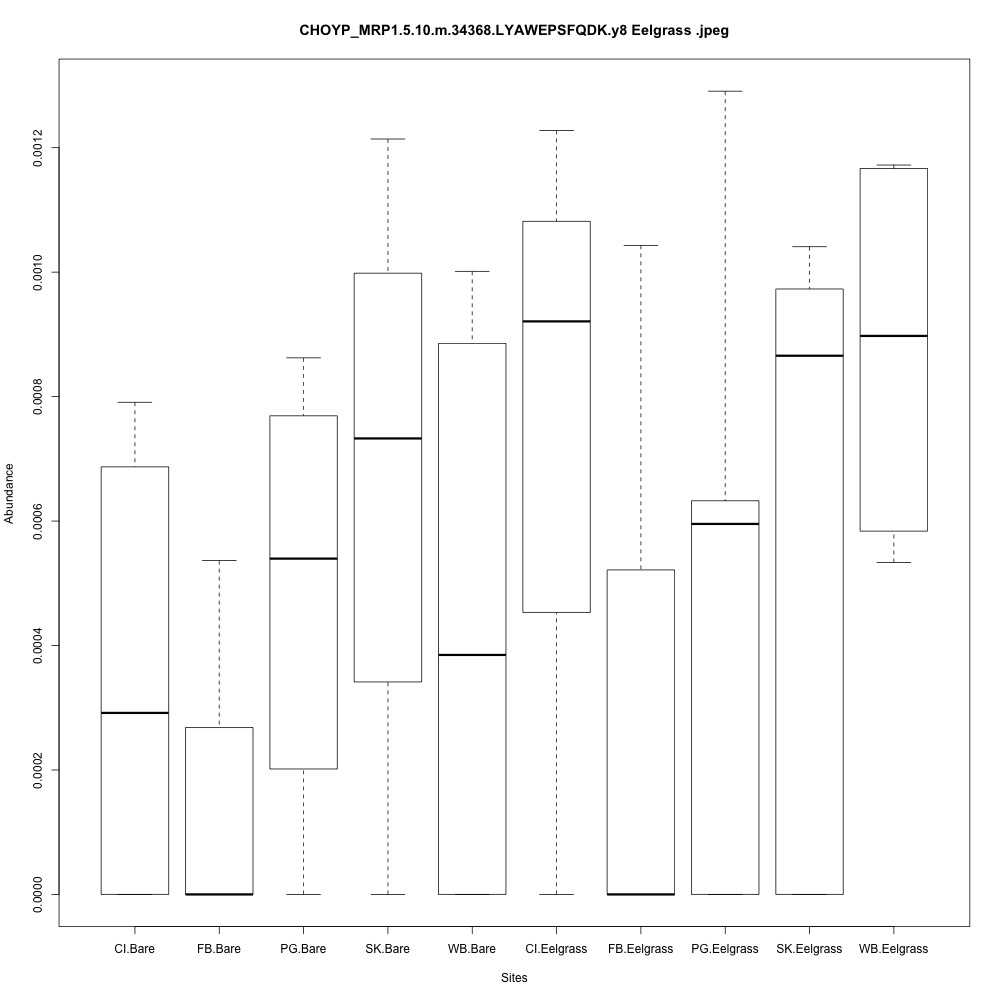 CHOYP_MRP1.5.10.m.34368.LYAWEPSFQDK.y8 Eelgrass .jpeg
Abundance
0.0012
0.0010
0.0008
0.0006
0.0004
0.0002
0.0000
CI.Bare FB.Bare PG.Bare SK.Bare WB.Bare CI.Eelgrass FB.Eelgrass PG.Eelgrass SK.Eelgrass WB.Eelgrass
Sites